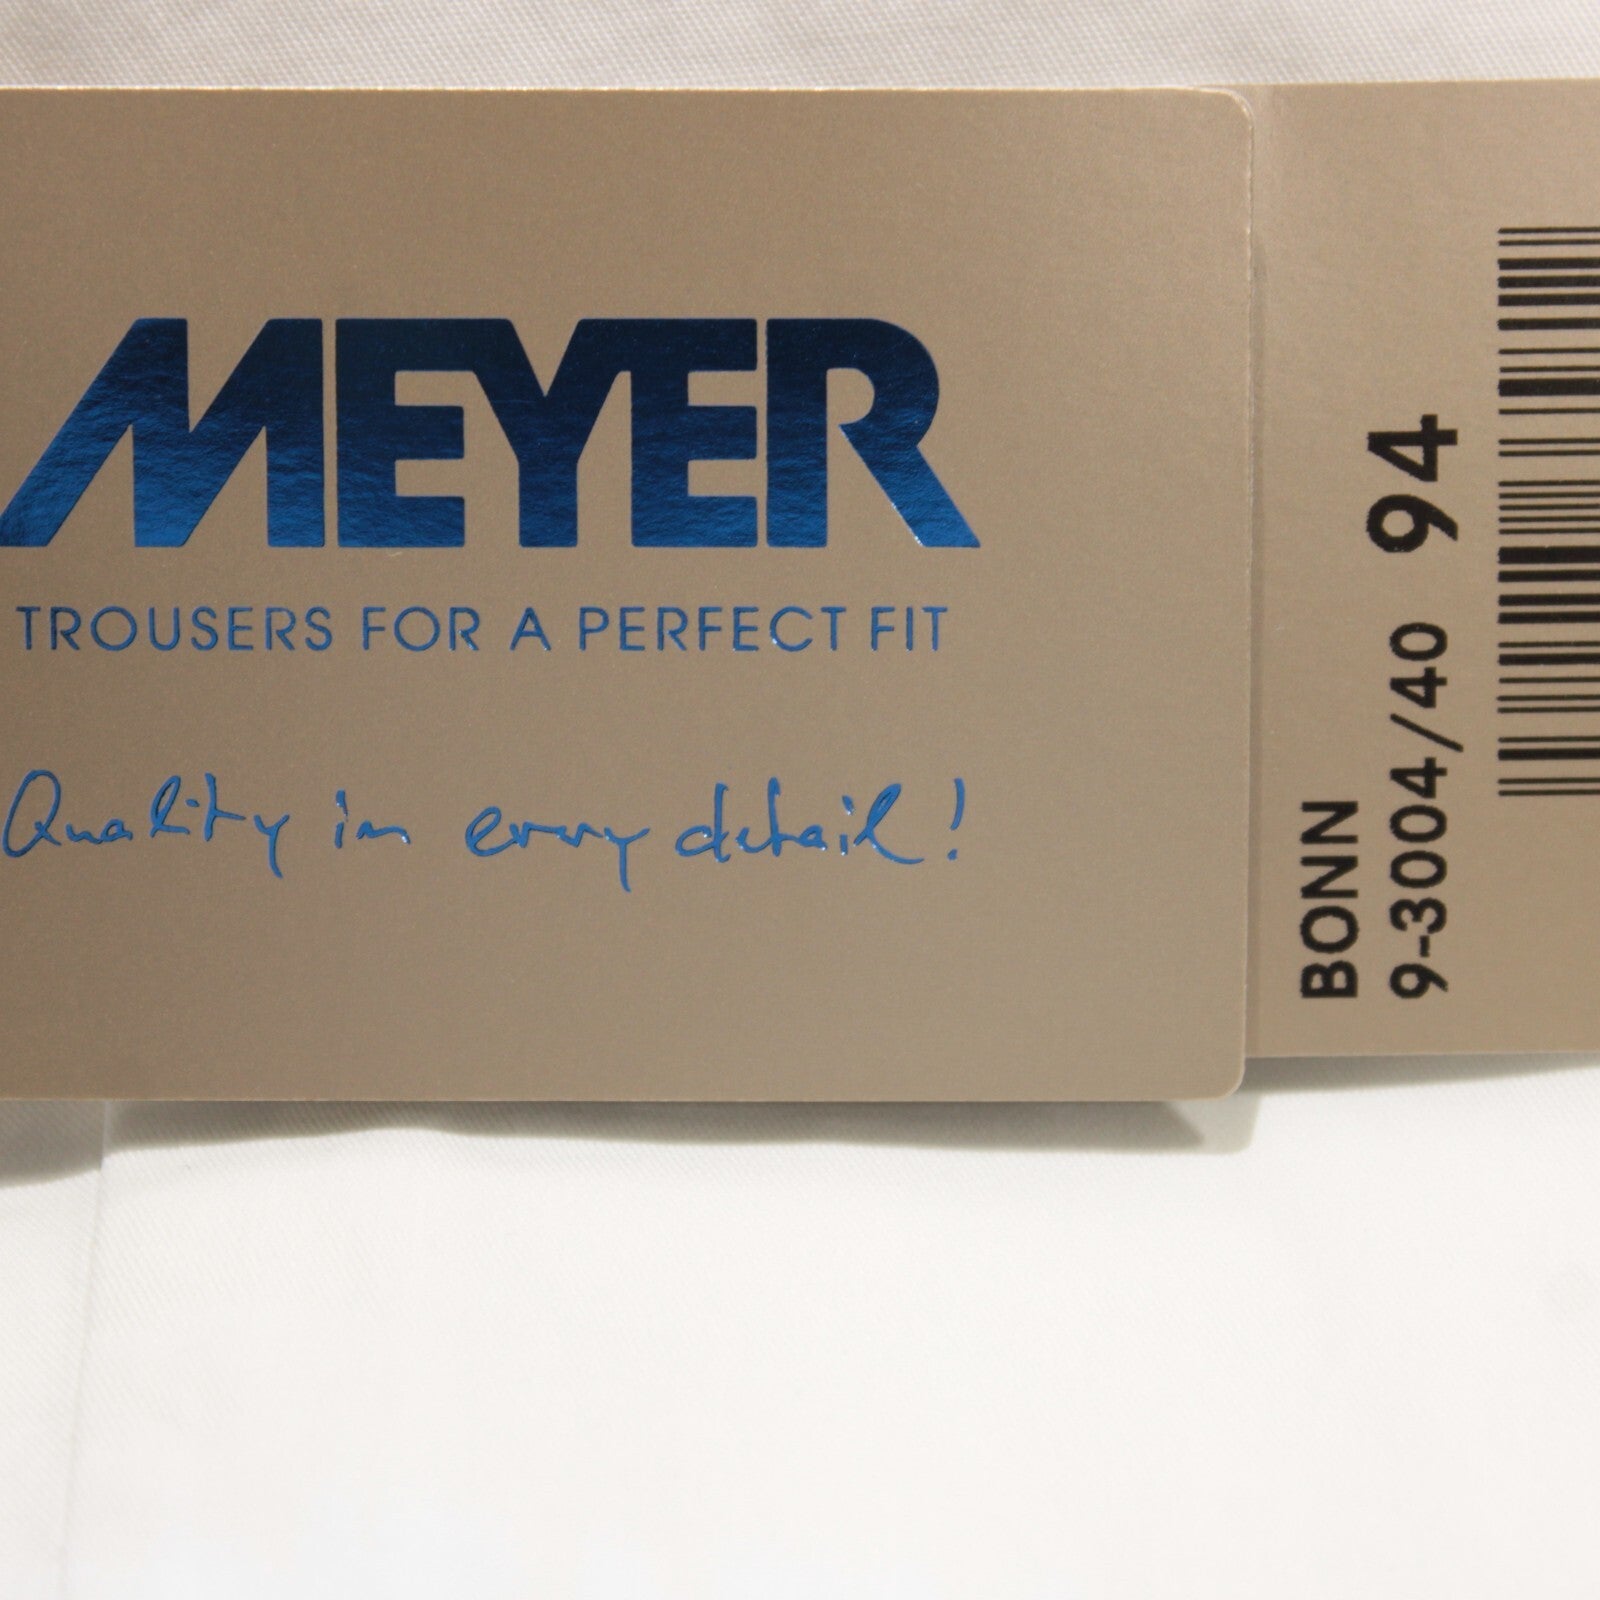 MEYER
TROUSERS FOR A PERFECT FIT
Quality in every detail!
BONN
9-3004/40 94